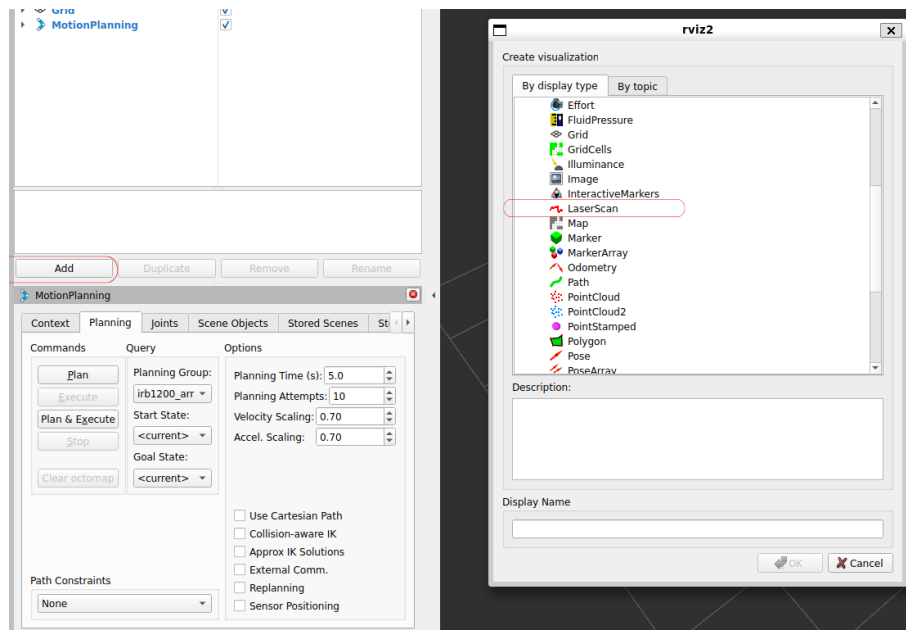 Grid
MotionPlanning
Add
Duplicate
Remove
Rename
MotionPlanning
Context
Planning
Joints
Scene Objects
Stored Scenes
St
Commands
Query
Options
Plan
Execute
Plan & Execute
Stop
Clear octomap
Planning Group:
irb1200_arr
Start State:
<current>
Goal State:
<current>
Planning Time (s): 5.0
Planning Attempts: 10
Velocity Scaling: 0.70
Accel. Scaling: 0.70
Use Cartesian Path
Collision-aware IK
Approx IK Solutions
External Comm.
Replanning
Sensor Positioning
Path Constraints
None
rviz2
Create visualization
By display type
By topic
Effort
FluidPressure
Grid
GridCells
Illuminance
Image
InteractiveMarkers
LaserScan
Map
Marker
MarkerArray
Odometry
Path
PointCloud
PointCloud2
PointStamped
Polygon
Pose
PoseArray
Description:
Display Name
OK
Cancel